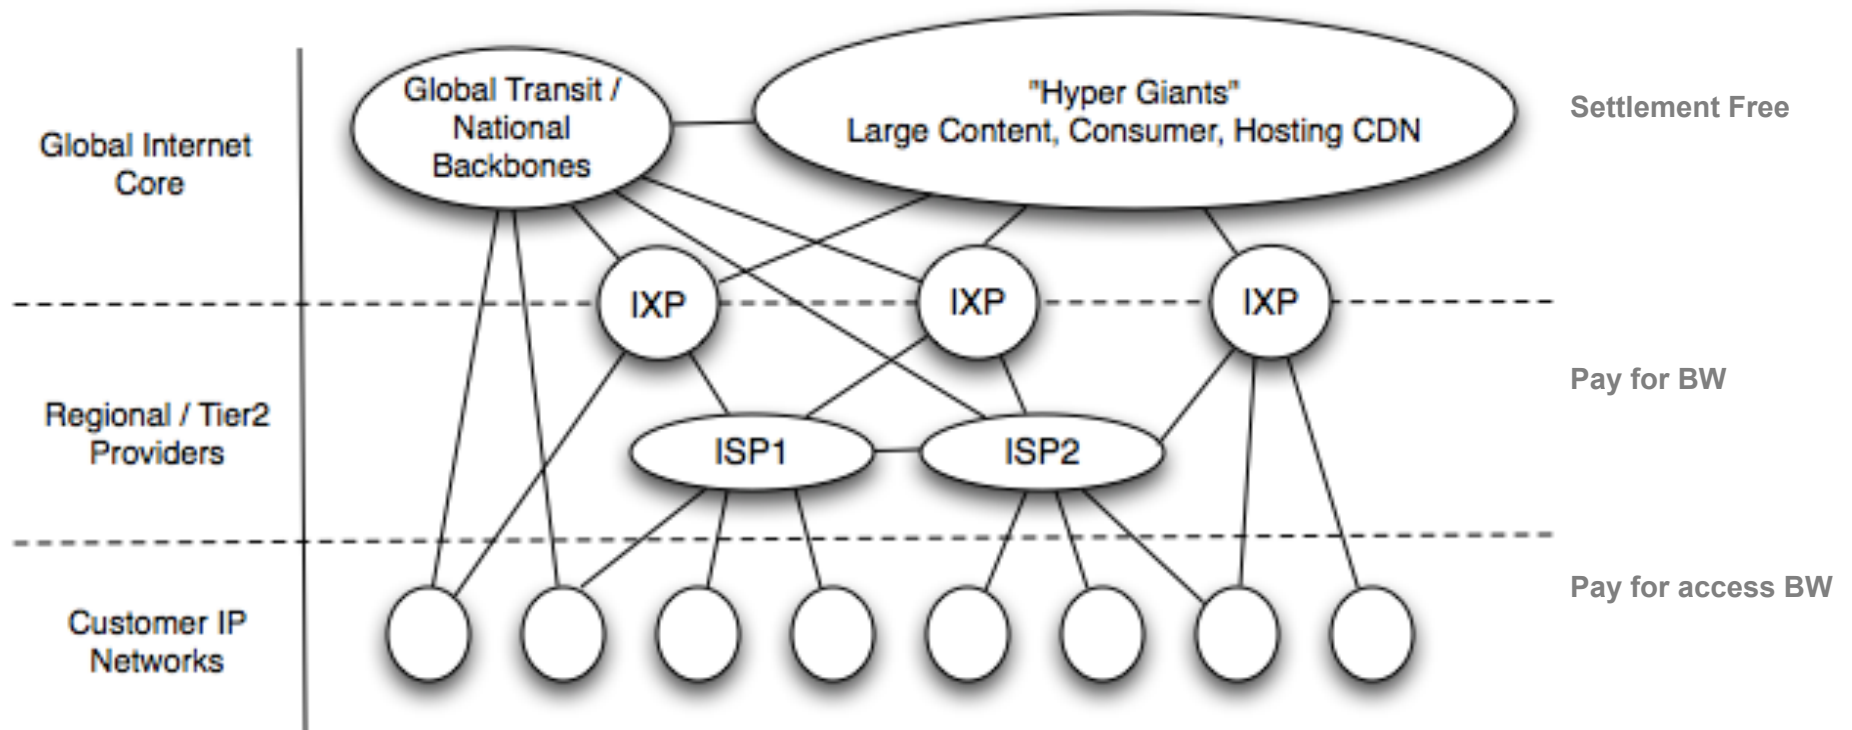 Global Internet
Core
Global Transit /
National
Backbones
"Hyper Giants"
Large Content, Consumer, Hosting CDN
Settlement Free
IXP
IXP
IXP
Regional / Tier2
Providers
ISP1
ISP2
Pay for BW
Customer IP
Networks
Pay for access BW